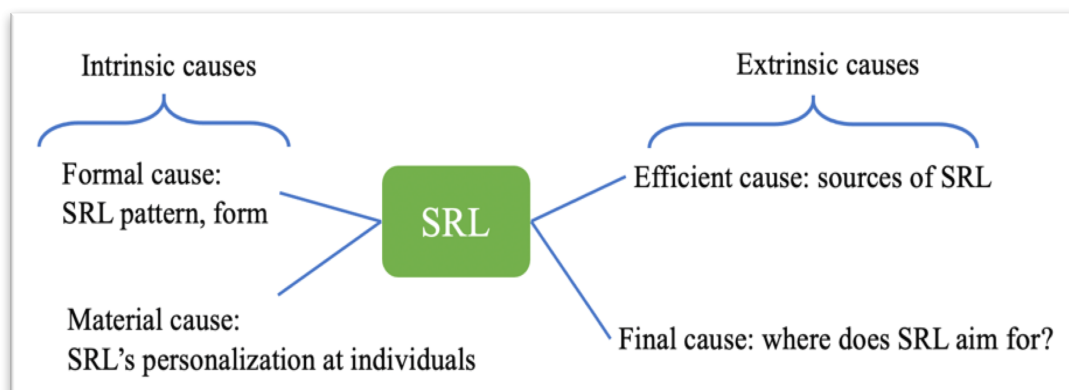 Intrinsic causes
Formal cause:
SRL pattern, form
Material cause:
SRL's personalization at individuals
SRL
Extrinsic causes
Efficient cause: sources of SRL
Final cause: where does SRL aim for?